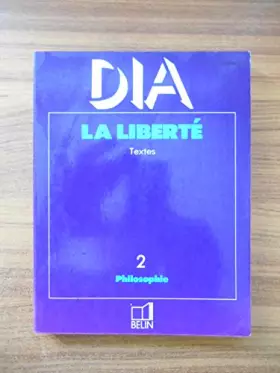 DIA
LA LIBERTÉ
Textes
2
Philosophie
BELIN